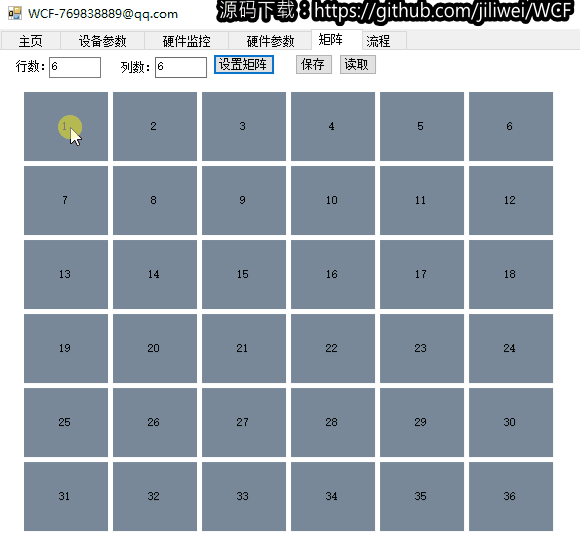 WCF-769838889@qq.com 源码下载：https://github.com/jiliwei/WCF
主页 设备参数 硬件监控 硬件参数 矩阵 流程
行数: 6 列数: 6 设置矩阵 保存 读取
1 2 3 4 5 6
7 8 9 10 11 12
13 14 15 16 17 18
19 20 21 22 23 24
25 26 27 28 29 30
31 32 33 34 35 36